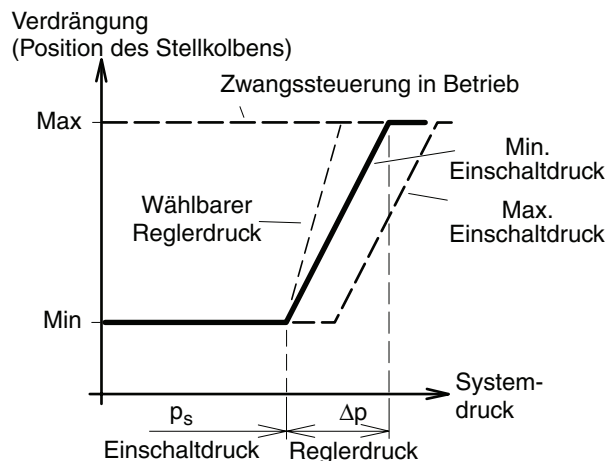 Verdrängung
(Position des Stellkolbens)
Zwangssteuerung in Betrieb
Max
Min.
Einschaltdruck
Wählbarer
Reglerdruck
Max.
Einschaltdruck
Min
System-
druck
ps
Δp
Einschaltdruck
Reglerdruck